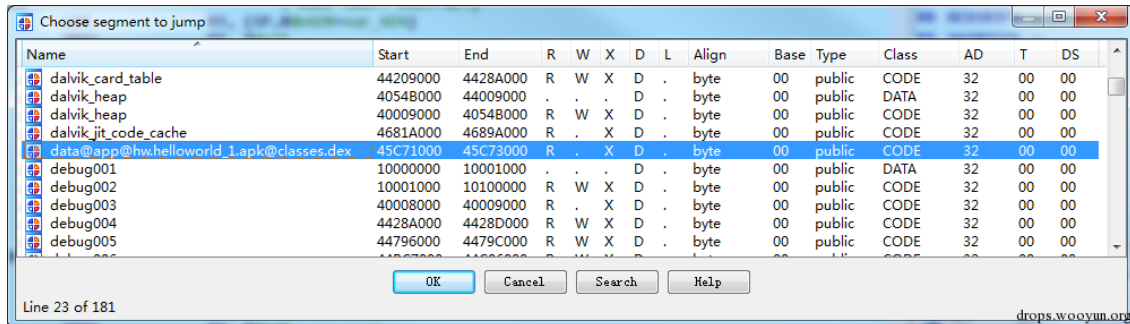 Choose segment to jump
Name Start End R W X D L Align Base Type Class AD T DS
dalvik_card_table 44209000 4428A000 R W X D . byte 00 public CODE 32 00 00
dalvik_heap 4054B000 44009000 . . . D . byte 00 public DATA 32 00 00
dalvik_heap 40009000 4054B000 R W X D . byte 00 public CODE 32 00 00
dalvik_jit_code_cache 4681A000 4689A000 R . X D . byte 00 public CODE 32 00 00
data@app@hw.helloworld_1.apk@classes.dex 45C71000 45C73000 R . X D . byte 00 public CODE 32 00 00
debug001 10000000 10001000 . . . D . byte 00 public DATA 32 00 00
debug002 10001000 10100000 R W X D . byte 00 public CODE 32 00 00
debug003 40008000 40009000 R . X D . byte 00 public CODE 32 00 00
debug004 4428A000 4428D000 R W X D . byte 00 public CODE 32 00 00
debug005 44796000 4479C000 R W X D . byte 00 public CODE 32 00 00
OK Cancel Search Help
Line 23 of 181
drops.wooyun.org